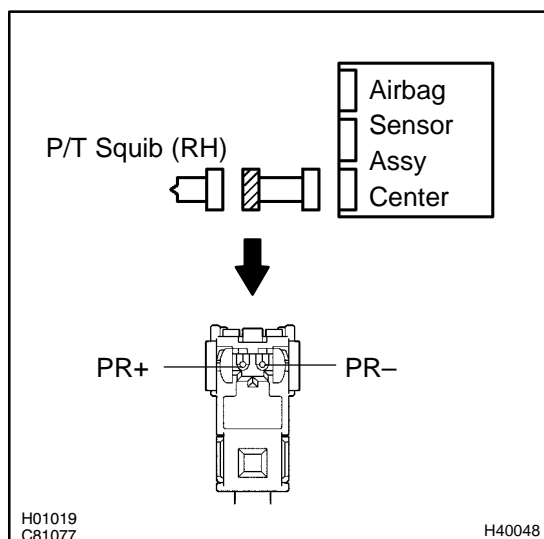 Airbag
Sensor
Assy
Center
P/T Squib (RH)
PR+
PR–
H01019
C81077
H40048